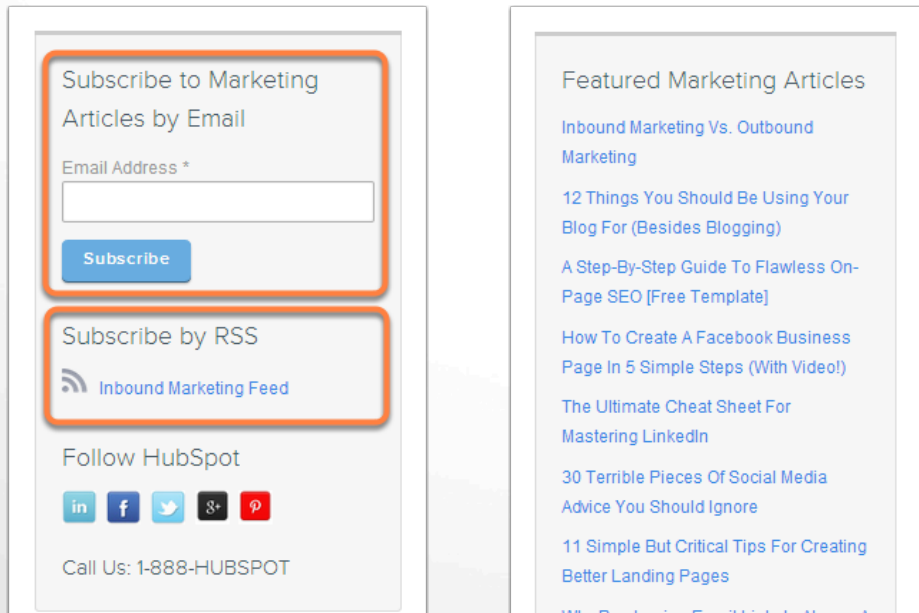 Subscribe to Marketing
Articles by Email
Email Address *
Subscribe
Subscribe by RSS
Inbound Marketing Feed
Follow HubSpot
in f 8+
Call Us: 1-888-HUBSPOT
Featured Marketing Articles
Inbound Marketing Vs. Outbound
Marketing
12 Things You Should Be Using Your
Blog For (Besides Blogging)
A Step-By-Step Guide To Flawless On-
Page SEO [Free Template]
How To Create A Facebook Business
Page In 5 Simple Steps (With Video!)
The Ultimate Cheat Sheet For
Mastering LinkedIn
30 Terrible Pieces Of Social Media
Advice You Should Ignore
11 Simple But Critical Tips For Creating
Better Landing Pages